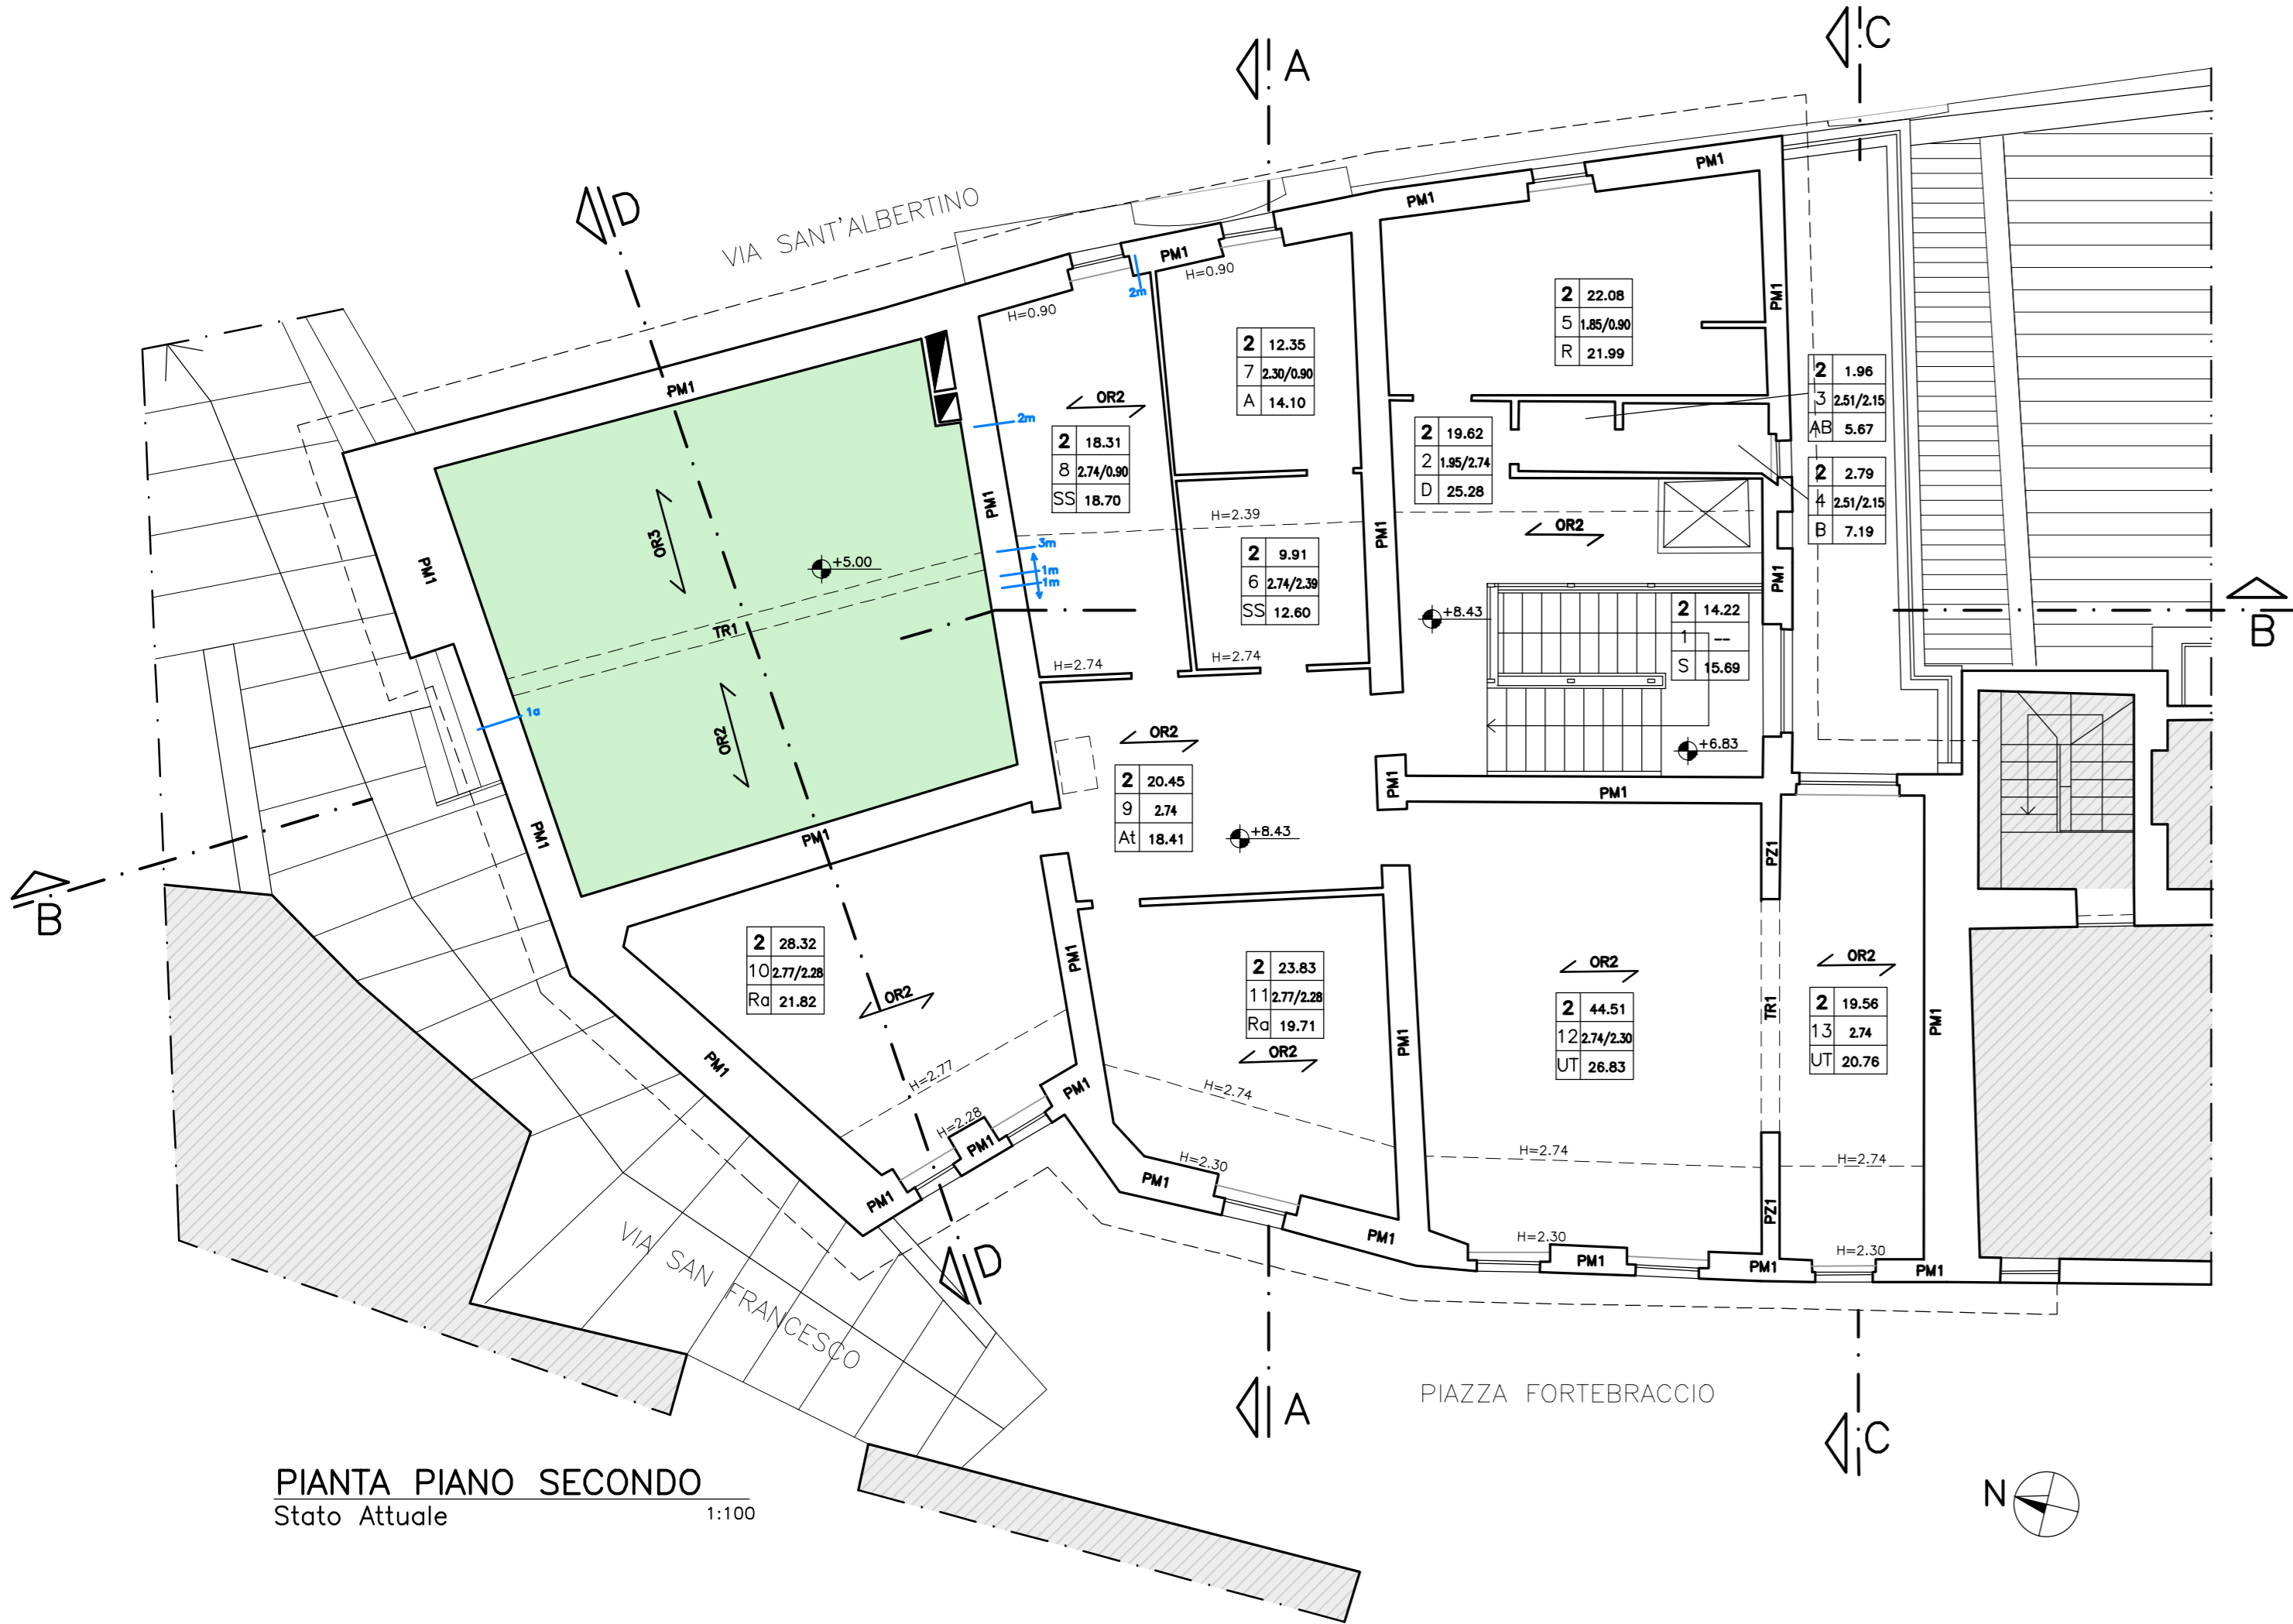 C
A
D
VIA SANT'ALBERTINO
PM1
PM1
PM1
H=0.90
2m
H=0.90
PM1
PM1
2 22.08
5 1.85/0.90
R 21.99
2 12.35
7 2.30/0.90
A 14.10
2 1.96
3 2.51/2.15
AB 5.67
PM1
OR2
2m
2 18.31
8 2.74/0.90
SS 18.70
2 19.62
2 1.95/2.74
D 25.28
2 2.79
4 2.51/2.15
B 7.19
PM1
H=2.39
OR2
PM1
OR3
3m
PM1
+5.00
1m
1m
2 9.91
6 2.74/2.39
SS 12.60
PM1
2 14.22
1 --
S 15.69
+8.43
B
TR1
H=2.74
H=2.74
1a
OR2
OR2
+6.83
2 20.45
9 2.74
At 18.41
PM1
PM1
PM1
PM1
+8.43
PZ1
B
2 28.32
10 2.77/2.28
Ra 21.82
PM1
2 23.83
11 2.77/2.28
Ra 19.71
OR2
OR2
OR2
2 44.51
12 2.74/2.30
UT 26.83
TR1
2 19.56
13 2.74
UT 20.76
PM1
OR2
PM1
PM1
H=2.77
H=2.74
PM1
H=2.28
PM1
H=2.30
H=2.74
H=2.74
PM1
PM1
PZ1
PM1
H=2.30
PM1
PM1
H=2.30
PM1
VIA SAN FRANCESCO
D
PIAZZA FORTEBRACCIO
A
C
PIANTA PIANO SECONDO
Stato Attuale 1:100
N